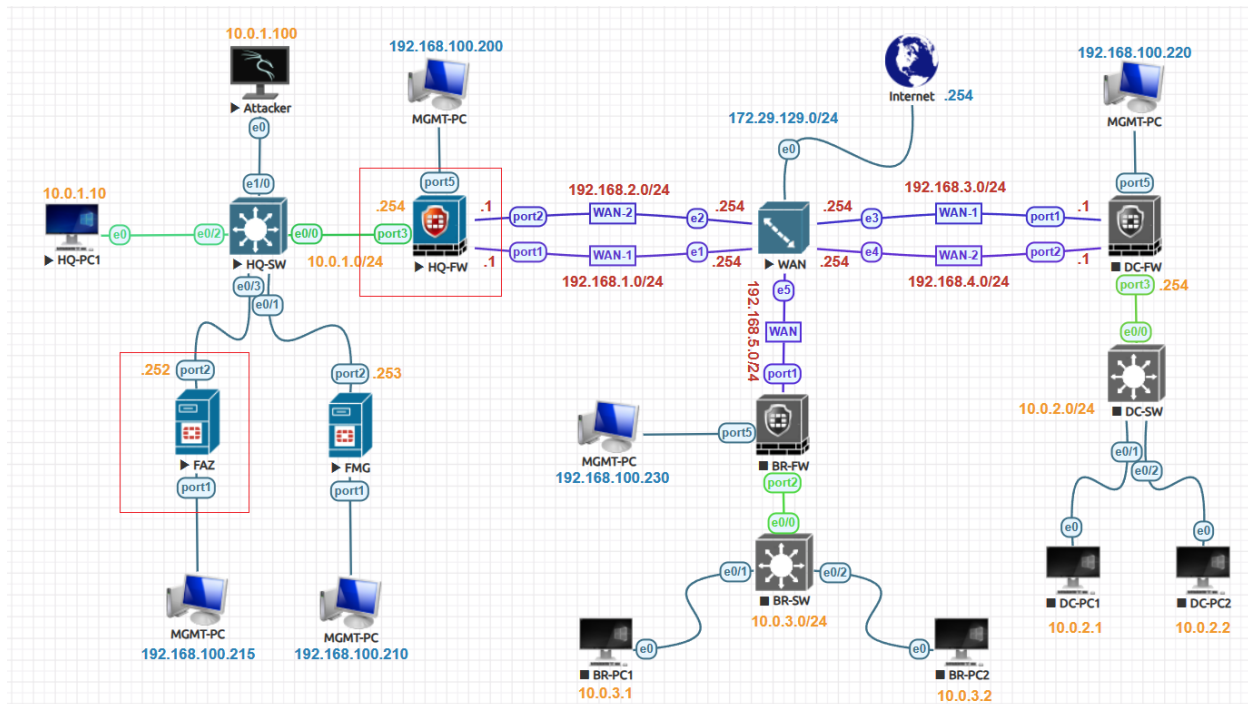 10.0.1.100
Attacker
e0
e1/0
192.168.100.200
MGMT-PC
port5
Internet
.254
172.29.129.0/24
e0
192.168.100.220
MGMT-PC
port5
10.0.1.10
HQ-PC1
e0
e0/2
HQ-SW
e0/0
10.0.1.0/24
.254
port3
HQ-FW
.1
port2
192.168.2.0/24
WAN-2
e2
.254
.1
port1
WAN-1
192.168.1.0/24
e1
.254
WAN
.254
e3
192.168.3.0/24
WAN-1
port1
.1
.254
e4
WAN-2
192.168.4.0/24
port2
.1
DC-FW
port3
.254
e0/0
DC-SW
10.0.2.0/24
e0/1
e0/2
e0
e0
DC-PC1
DC-PC2
10.0.2.1
10.0.2.2
e5
WAN
192.168.5.0/24
port1
MGMT-PC
192.168.100.230
port5
BR-FW
port2
e0/0
e0/1
e0/2
BR-SW
10.0.3.0/24
e0
e0
BR-PC1
BR-PC2
10.0.3.1
10.0.3.2
e0/3
e0/1
.252
port2
port2
.253
FAZ
FMG
port1
port1
MGMT-PC
MGMT-PC
192.168.100.215
192.168.100.210